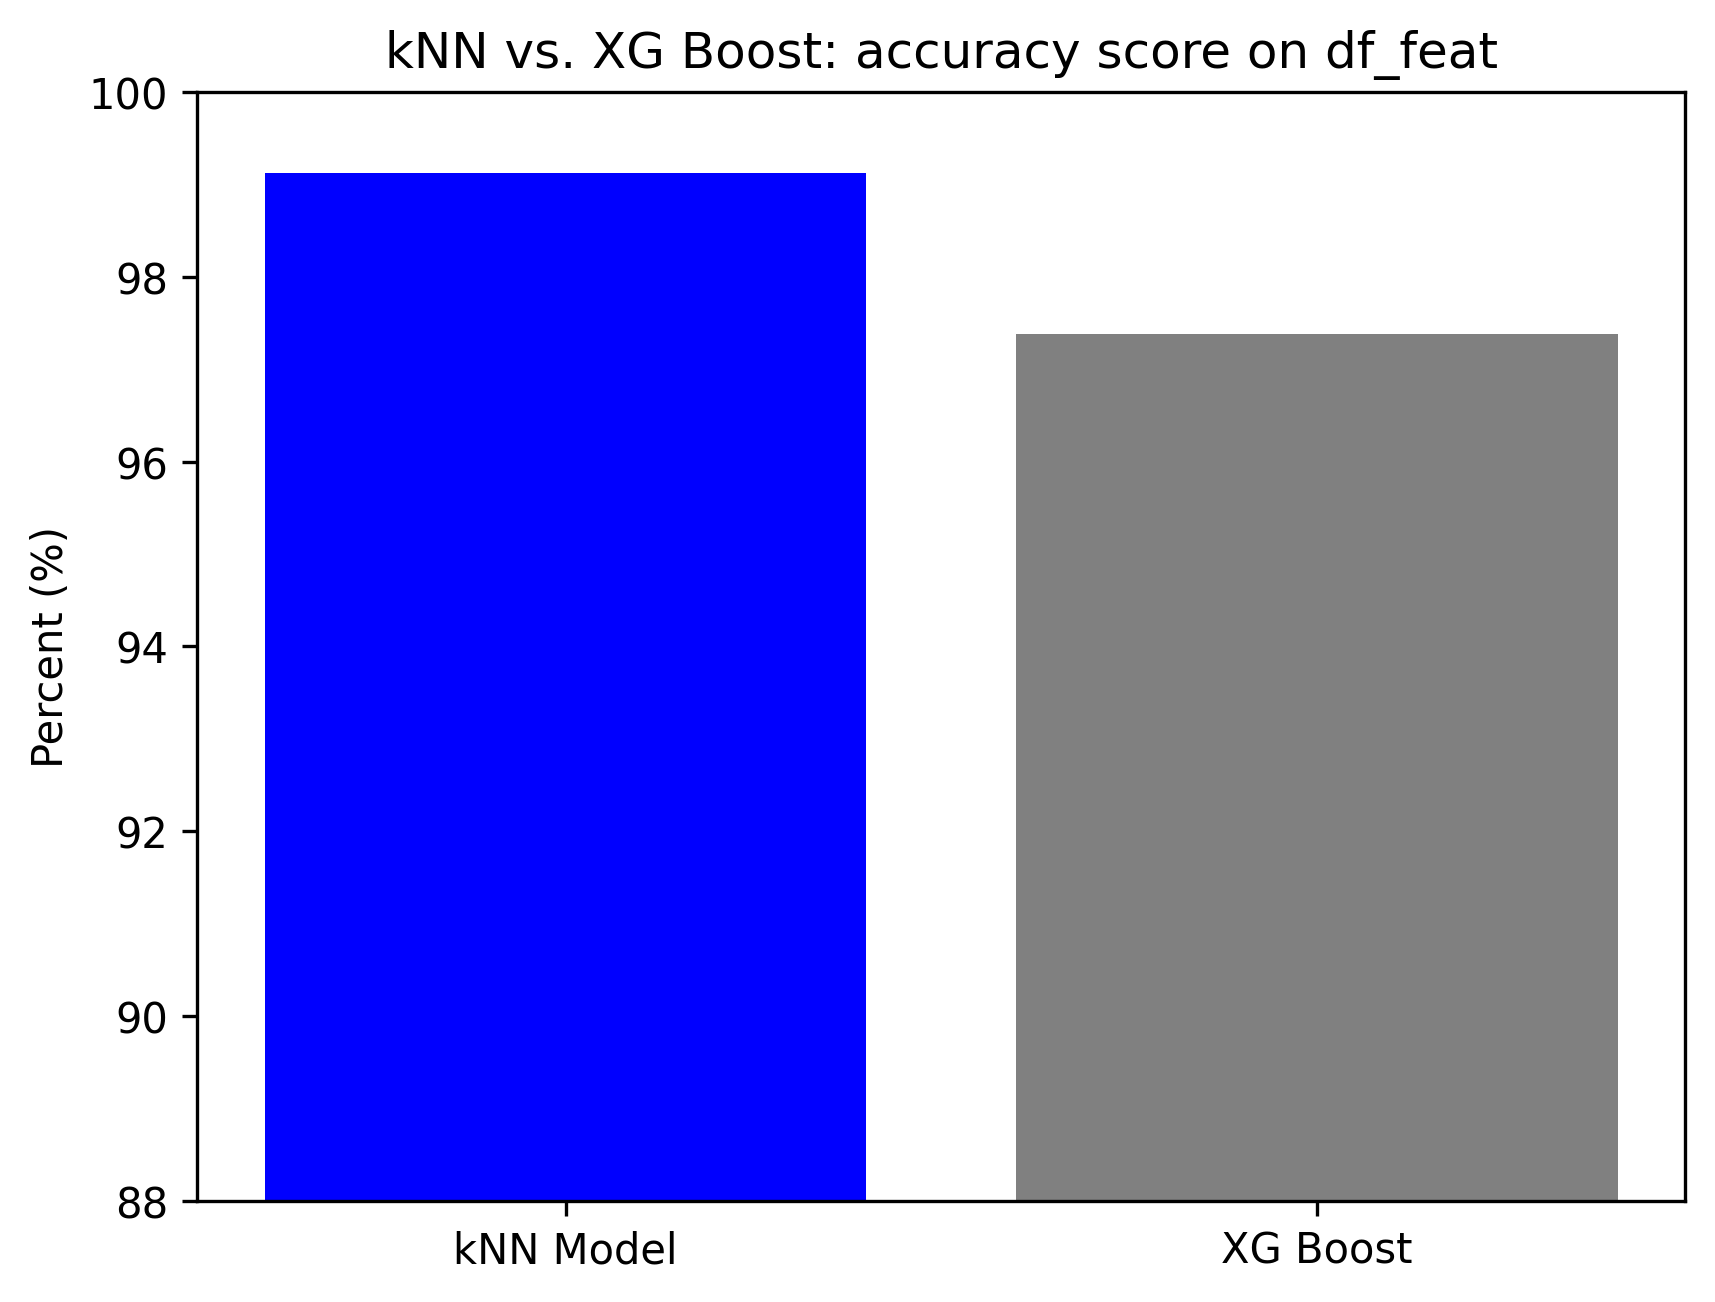 kNN vs. XG Boost: accuracy score on df_feat
100
98
96
94
92
90
88
Percent (%)
kNN Model
XG Boost